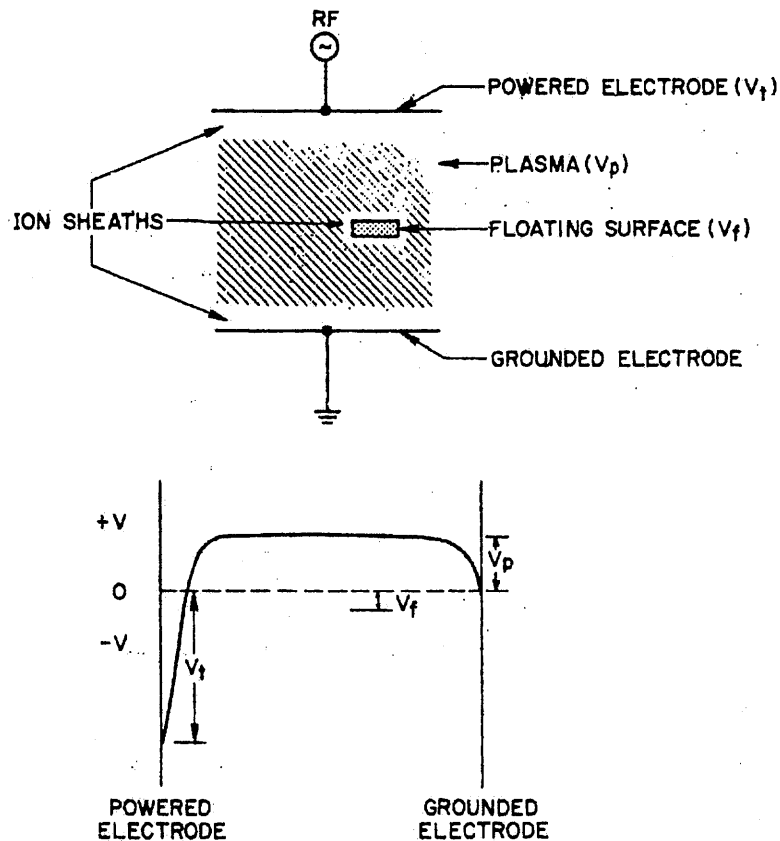 RF
~
POWERED ELECTRODE (Vt)
PLASMA (Vp)
ION SHEATHS
FLOATING SURFACE (Vf)
GROUNDED ELECTRODE
+V
Vp
0
Vf
-V
Vt
POWERED
ELECTRODE
GROUNDED
ELECTRODE